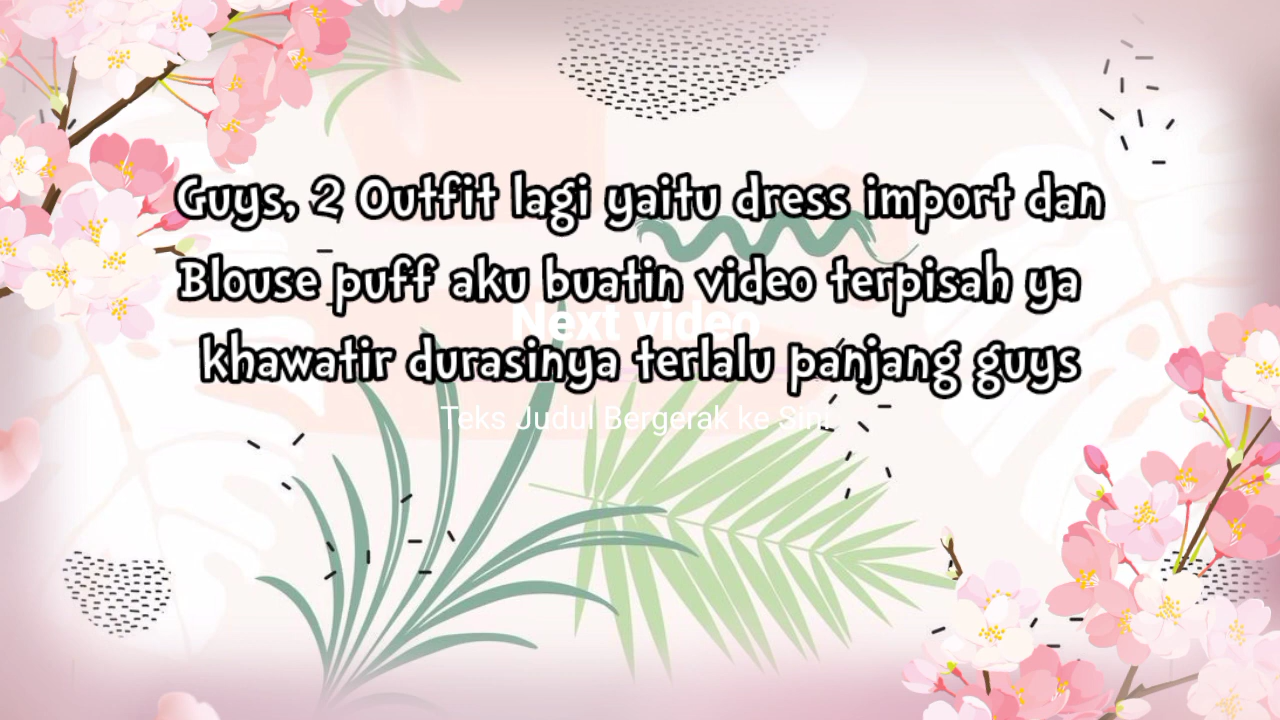 Guys, 2 Outfit lagi yaitu dress import dan
Blouse puff aku buatin video terpisah ya
Next video
khawatir durasinya terlalu panjang guys
Teks Judul Bergerak ke Sini